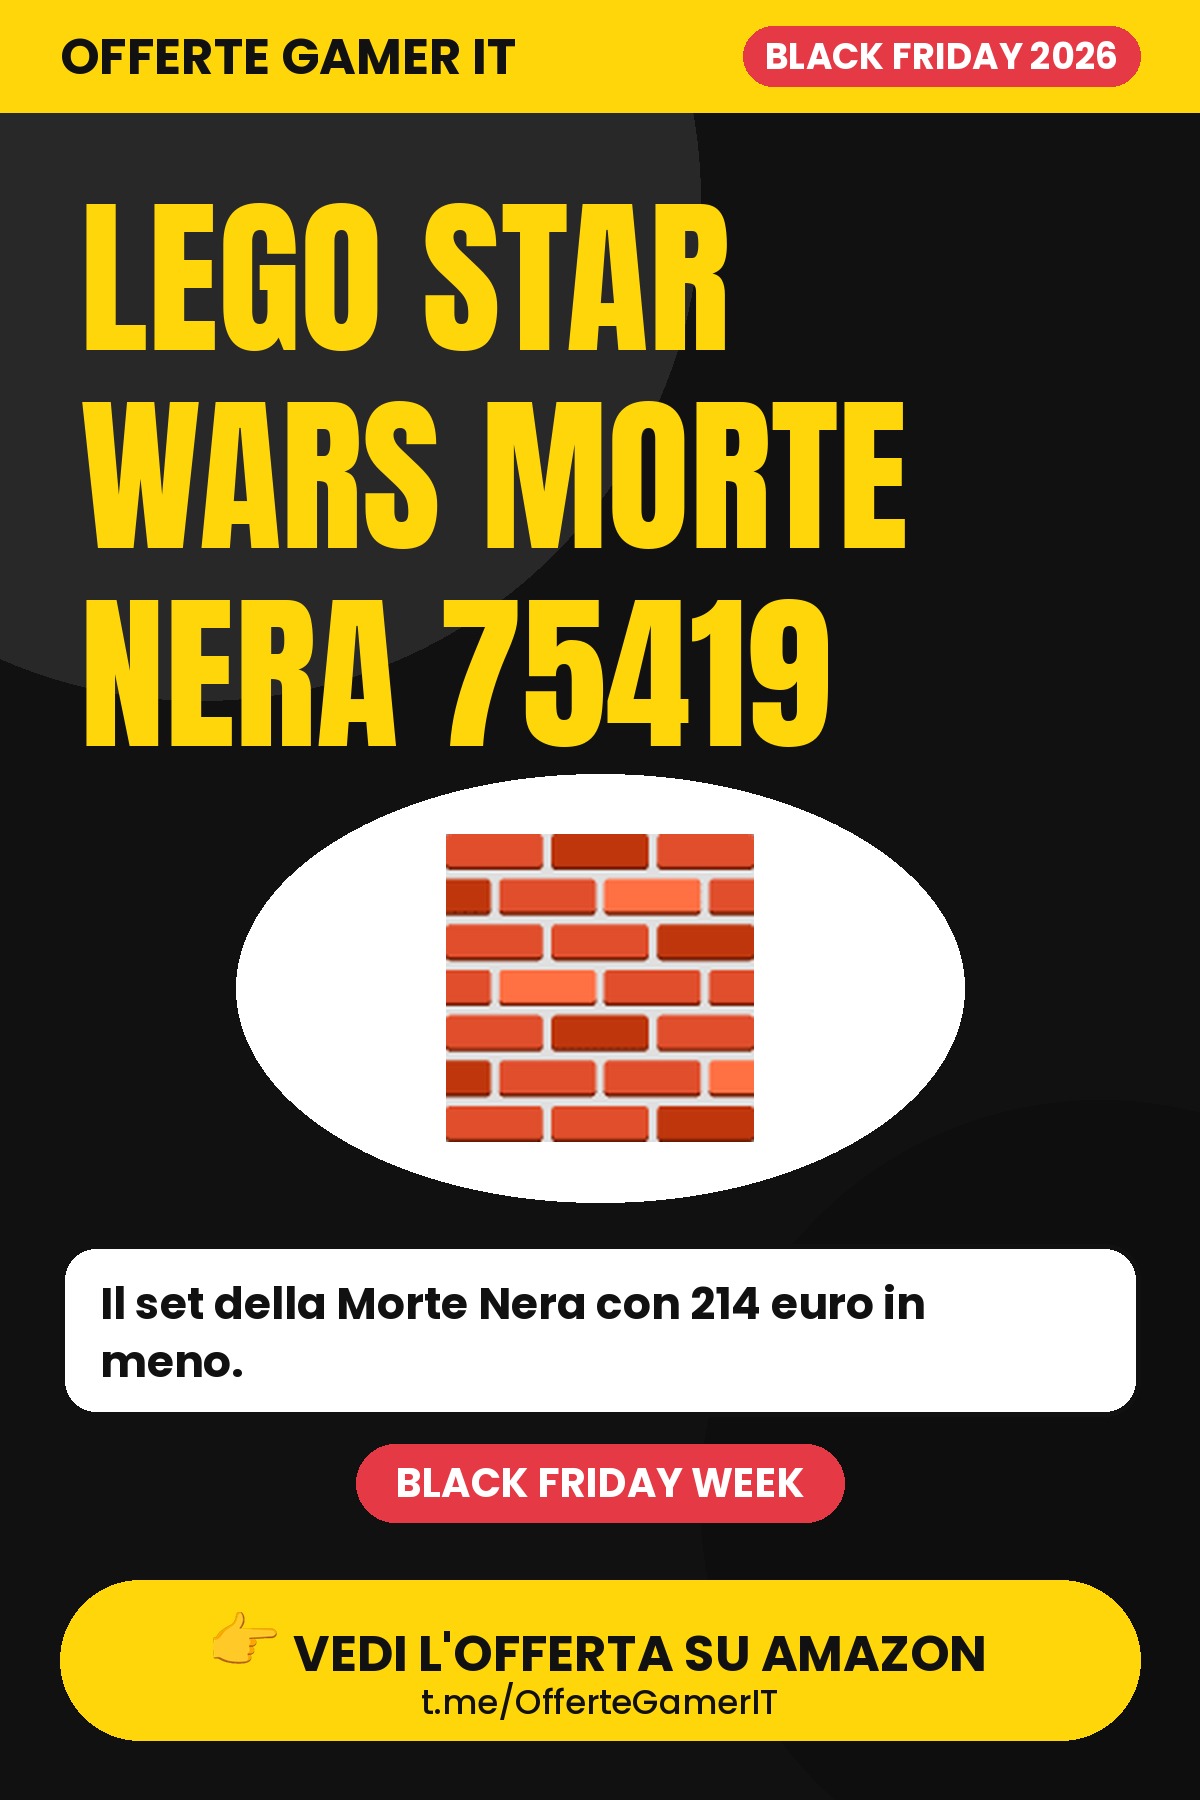 OFFERTE GAMER IT
BLACK FRIDAY 2026
LEGO STAR
WARS MORTE
NERA 75419
Il set della Morte Nera con 214 euro in
meno.
BLACK FRIDAY WEEK
👉 VEDI L'OFFERTA SU AMAZON
t.me/OfferteGamerIT